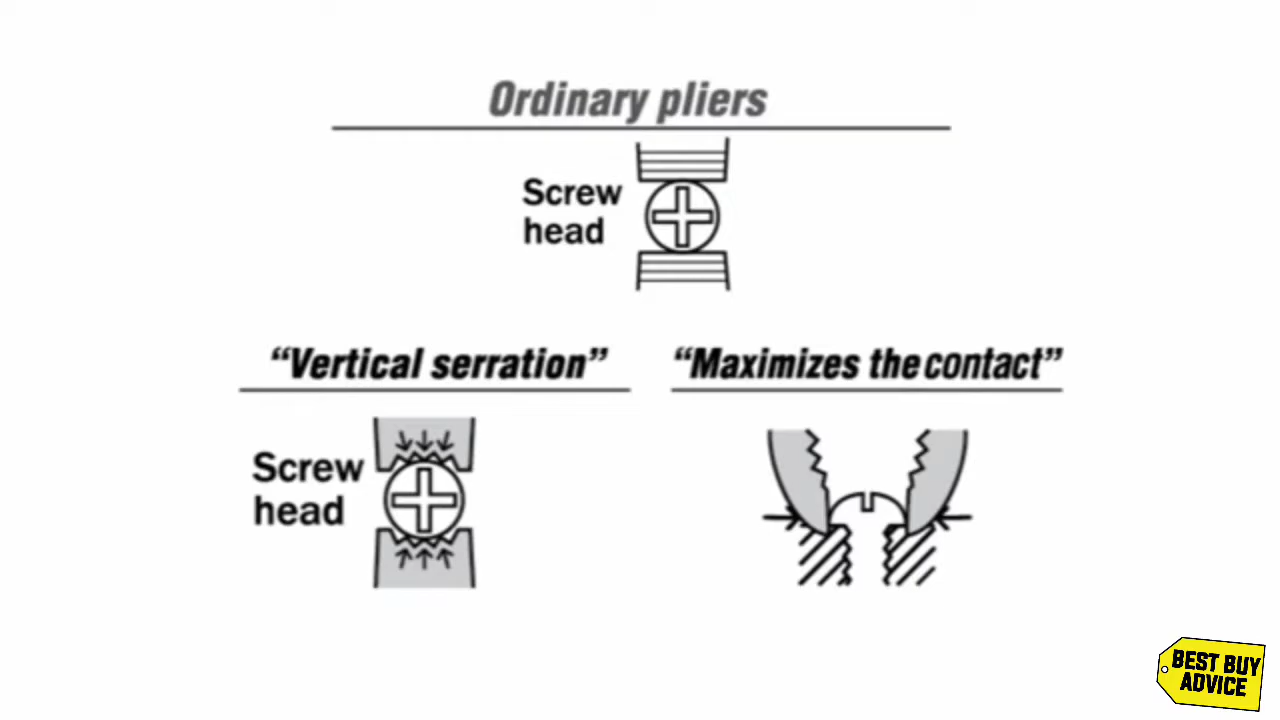 Ordinary pliers
Screw
head
“Vertical serration”
“Maximizes the contact”
Screw
head
BEST BUY
ADVICE